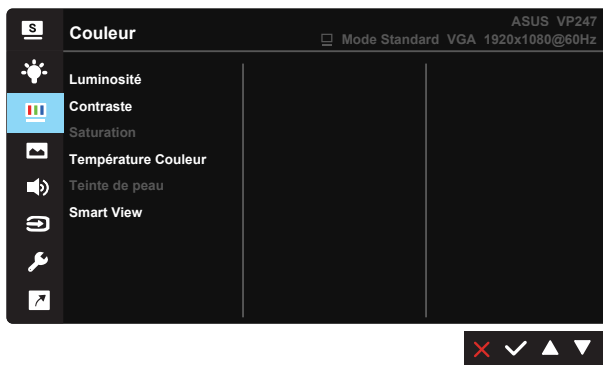 S
Couleur
ASUS VP247
Mode Standard VGA 1920x1080@60Hz
Luminosité
Contraste
Saturation
Température Couleur
Teinte de peau
Smart View